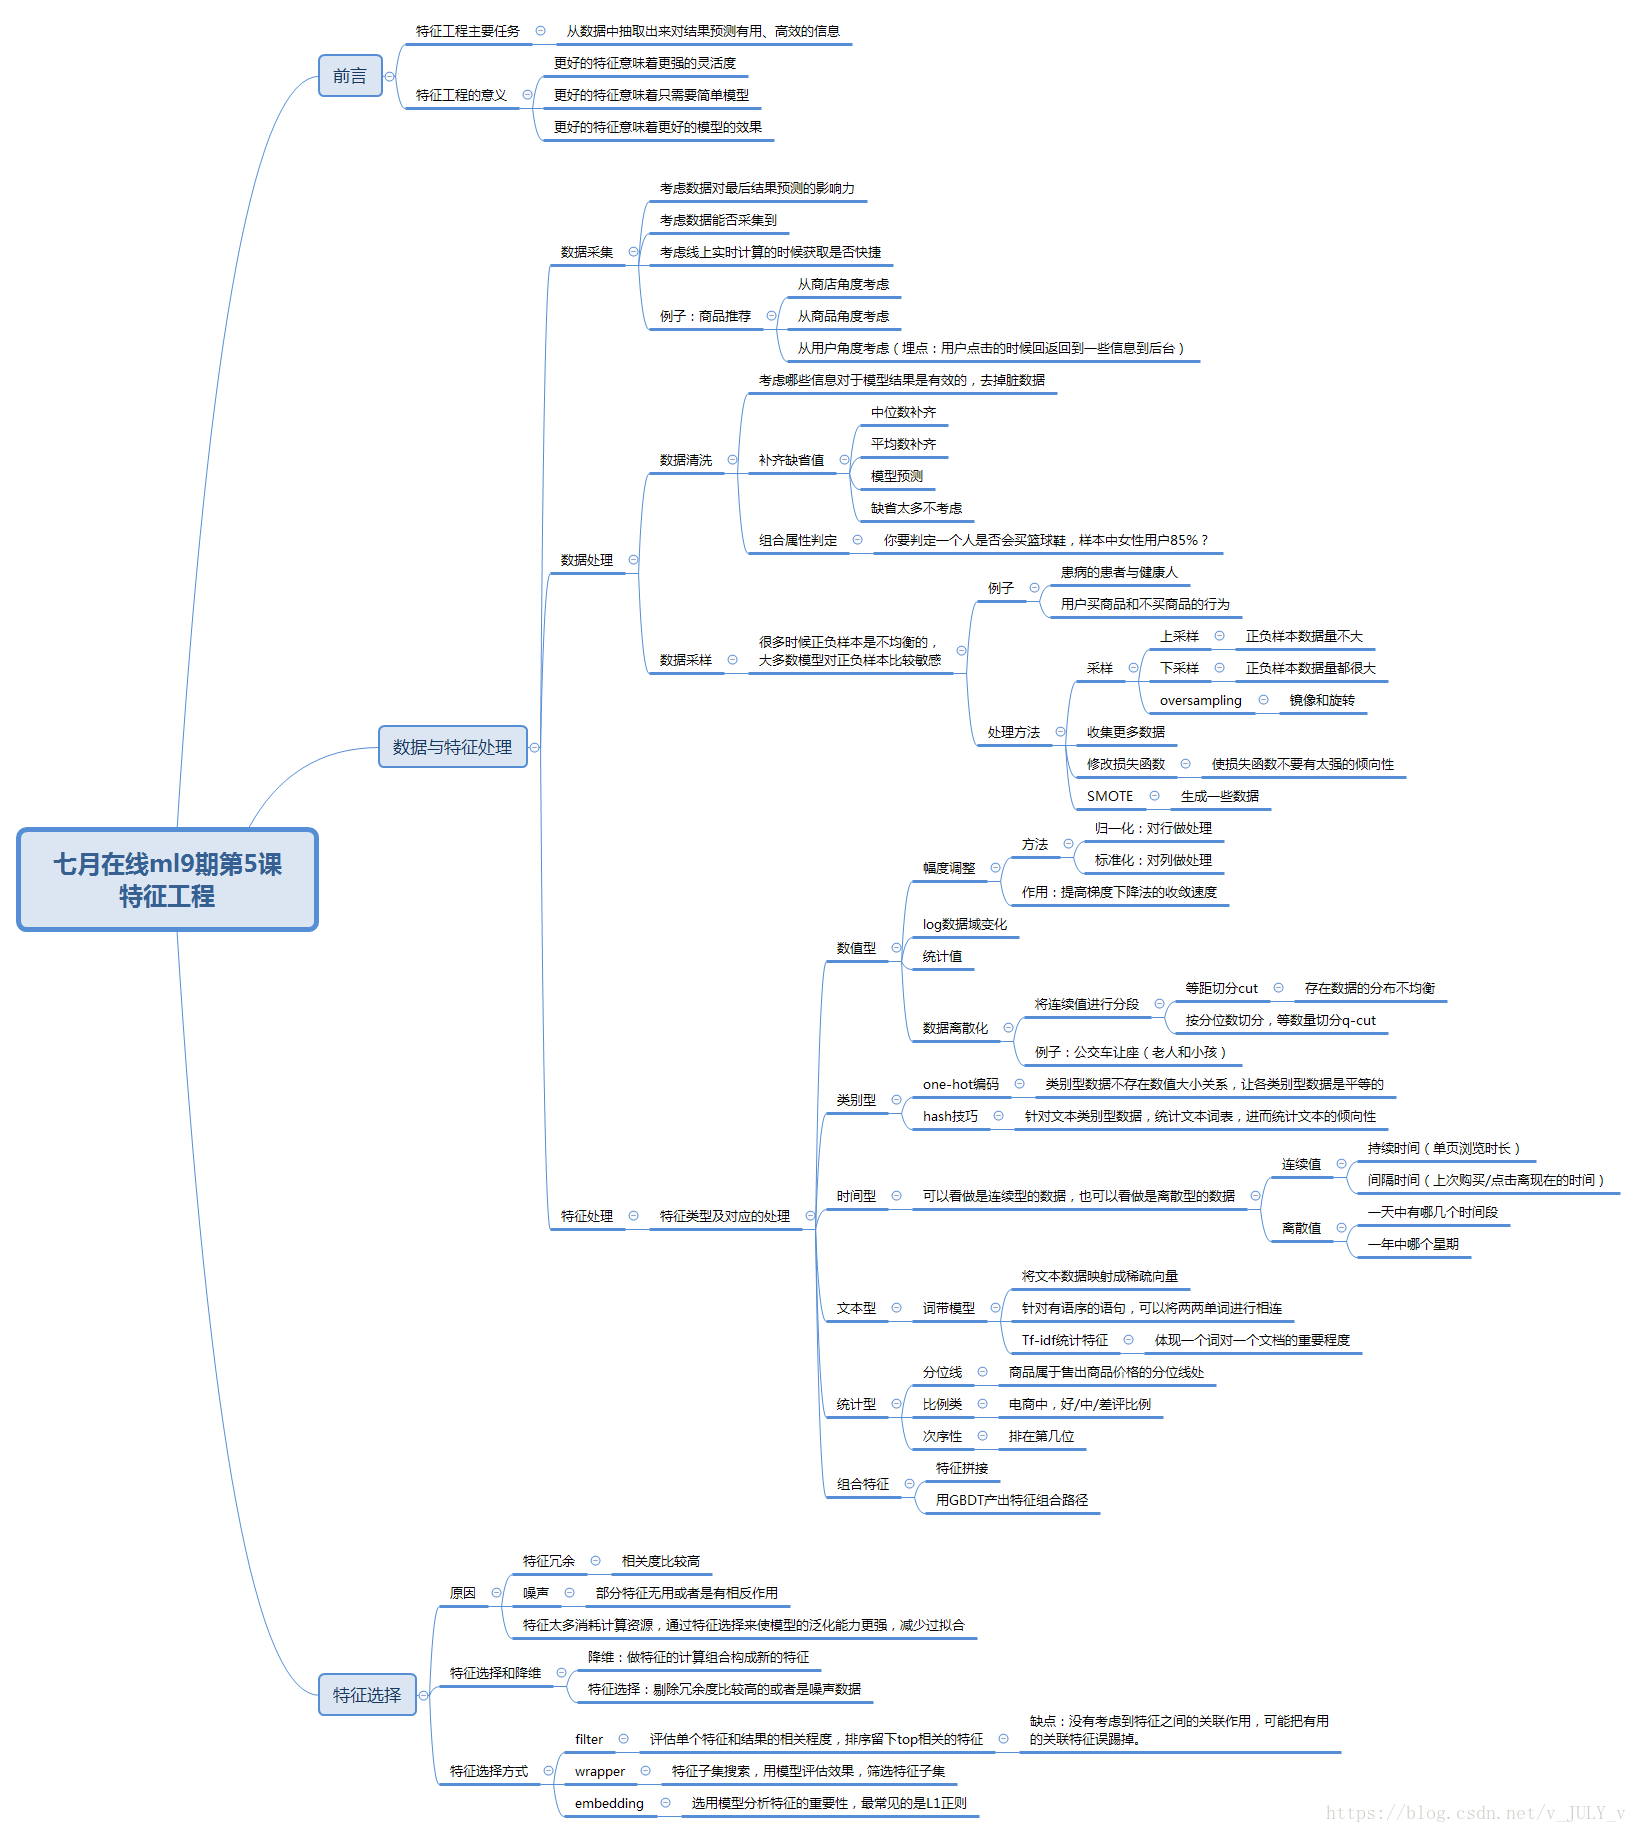 特征工程主要任务
从数据中抽取出来对结果预测有用、高效的信息
前言
更好的特征意味着更强的灵活度
特征工程的意义
更好的特征意味着只需要简单模型
更好的特征意味着更好的模型的效果
考虑数据对最后结果预测的影响力
考虑数据能否采集到
数据采集
考虑线上实时计算的时候获取是否快捷
从商店角度考虑
例子：商品推荐
从商品角度考虑
从用户角度考虑（埋点：用户点击的时候回返回到一些信息到后台）
考虑哪些信息对于模型结果是有效的，去掉脏数据
中位数补齐
平均数补齐
数据清洗
补齐缺省值
模型预测
缺省太多不考虑
组合属性判定
你要判定一个人是否会买篮球鞋，样本中女性用户85%？
数据处理
患病的患者与健康人
例子
用户买商品和不买商品的行为
数据采样
很多时候正负样本是不均衡的，
大多数模型对正负样本比较敏感
上采样
正负样本数据量不大
采样
下采样
正负样本数据量都很大
oversampling
镜像和旋转
处理方法
收集更多数据
修改损失函数
使损失函数不要有太强的倾向性
SMOTE
生成一些数据
数据与特征处理
七月在线ml9期第5课
特征工程
归一化：对行做处理
方法
标准化：对列做处理
幅度调整
作用：提高梯度下降法的收敛速度
log数据域变化
数值型
统计值
等距切分cut
存在数据的分布不均衡
将连续值进行分段
按分位数切分，等数量切分q-cut
数据离散化
例子：公交车让座（老人和小孩）
one-hot编码
类别型数据不存在数值大小关系，让各类别型数据是平等的
类别型
hash技巧
针对文本类别型数据，统计文本词表，进而统计文本的倾向性
持续时间（单页浏览时长）
连续值
间隔时间（上次购买/点击离现在的时间）
时间型
可以看做是连续型的数据，也可以看做是离散型的数据
一天中有哪几个时间段
离散值
一年中哪个星期
特征处理
特征类型及对应的处理
将文本数据映射成稀疏向量
文本型
词带模型
针对有语序的语句，可以将两两单词进行相连
Tf-idf统计特征
体现一个词对一个文档的重要程度
分位线
商品属于售出商品价格的分位线处
统计型
比例类
电商中，好/中/差评比例
次序性
排在第几位
特征拼接
组合特征
用GBDT产出特征组合路径
特征冗余
相关度比较高
原因
噪声
部分特征无用或者是有相反作用
特征太多消耗计算资源，通过特征选择来使模型的泛化能力更强，减少过拟合
降维：做特征的计算组合构成新的特征
特征选择和降维
特征选择：剔除冗余度比较高的或者是噪声数据
特征选择
filter
评估单个特征和结果的相关程度，排序留下top相关的特征
缺点：没有考虑到特征之间的关联作用，可能把有用
的关联特征误踢掉。
特征选择方式
wrapper
特征子集搜索，用模型评估效果，筛选特征子集
embedding
选用模型分析特征的重要性，最常见的是L1正则
https://blog.csdn.net/v_JULY_v